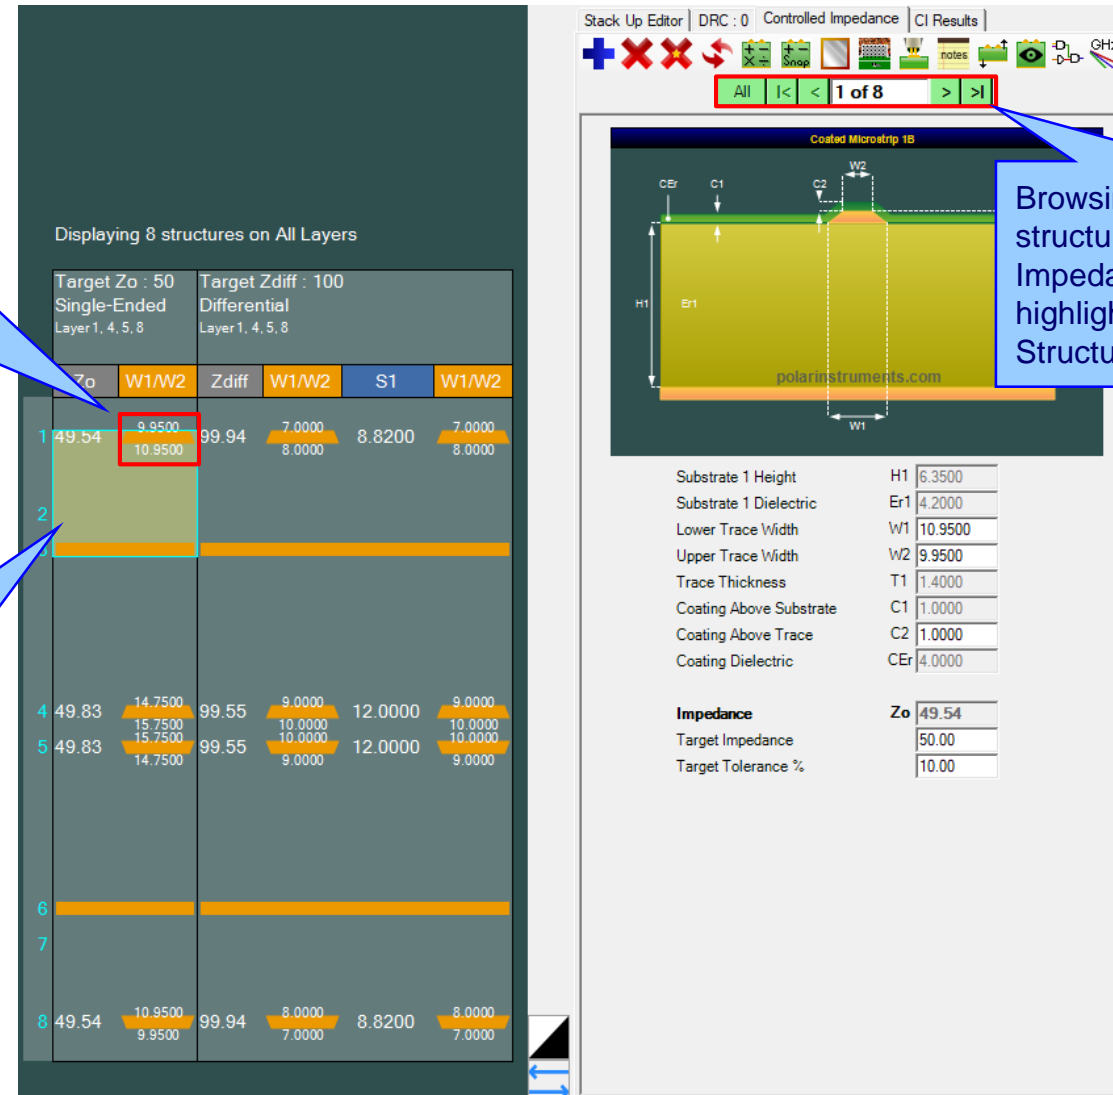 Stack Up Editor DRC : 0 Controlled Impedance CI Results
+ −
× ÷
+ −
Snap
notes
GHz
All |< < 1 of 8 > >|
Coated Microstrip 1B
W2
CEr C1 C2
H1 Er1
polarinstruments.com
W1
Displaying 8 structures on All Layers
Target Zo : 50 Target Zdiff : 100
Single-Ended Differential
Layer 1, 4, 5, 8 Layer 1, 4, 5, 8
Zo W1/W2 Zdiff W1/W2 S1 W1/W2
9.9500 7.0000 7.0000
1 49.54 99.94 8.8200
10.9500 8.0000 8.0000
2
3
14.7500 9.0000 9.0000
4 49.83 99.55 12.0000
15.7500 10.0000 10.0000
15.7500 10.0000 10.0000
5 49.83 99.55 12.0000
14.7500 9.0000 9.0000
6
7
10.9500 8.0000 8.0000
8 49.54 99.94 8.8200
9.9500 7.0000 7.0000
Substrate 1 Height H1 6.3500
Substrate 1 Dielectric Er1 4.2000
Lower Trace Width W1 10.9500
Upper Trace Width W2 9.9500
Trace Thickness T1 1.4000
Coating Above Substrate C1 1.0000
Coating Above Trace C2 1.0000
Coating Dielectric CEr 4.0000
Impedance Zo 49.54
Target Impedance 50.00
Target Tolerance % 10.00